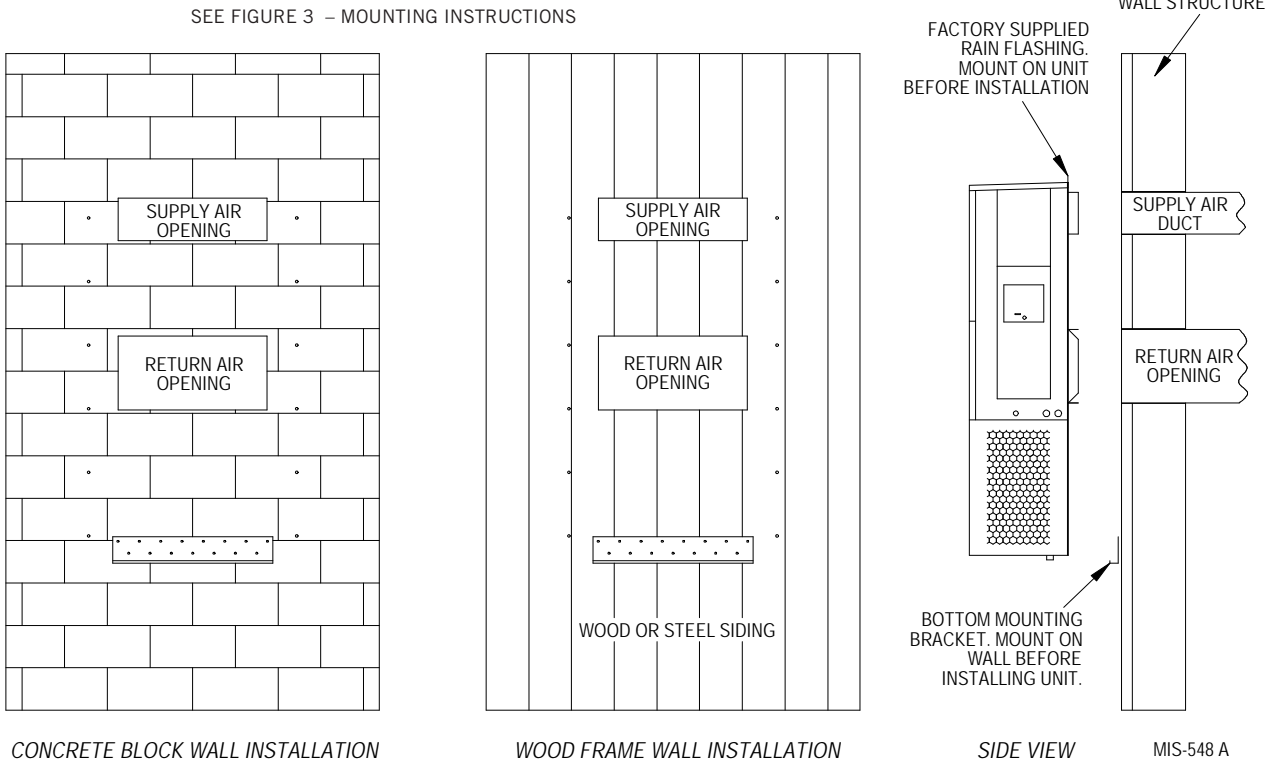 SEE FIGURE 3 – MOUNTING INSTRUCTIONS
WALL STRUCTURE
FACTORY SUPPLIED
RAIN FLASHING.
MOUNT ON UNIT
BEFORE INSTALLATION
SUPPLY AIR
OPENING
RETURN AIR
OPENING
SUPPLY AIR
OPENING
RETURN AIR
OPENING
WOOD OR STEEL SIDING
SUPPLY AIR
DUCT
RETURN AIR
OPENING
BOTTOM MOUNTING
BRACKET. MOUNT ON
WALL BEFORE
INSTALLING UNIT.
CONCRETE BLOCK WALL INSTALLATION
WOOD FRAME WALL INSTALLATION
SIDE VIEW
MIS-548 A